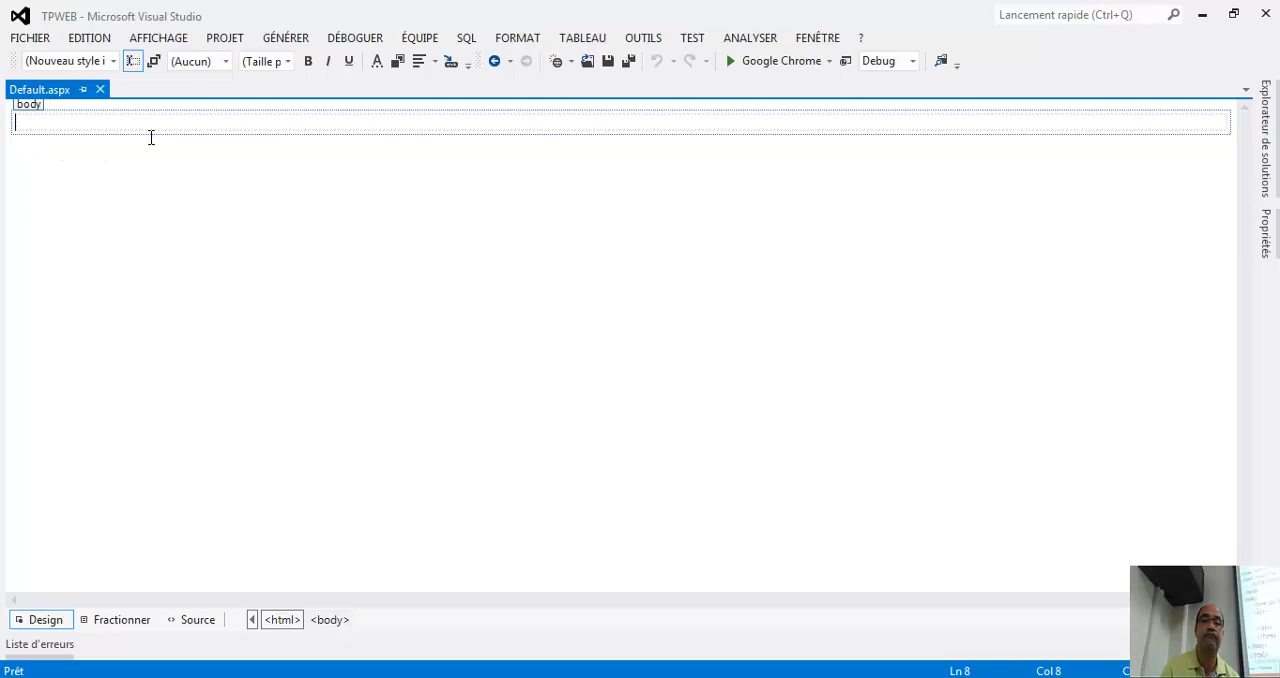 TPWEB - Microsoft Visual Studio
Lancement rapide (Ctrl+Q)
FICHIER EDITION AFFICHAGE PROJET GÉNÉRER DÉBOGUER ÉQUIPE SQL FORMAT TABLEAU OUTILS TEST ANALYSER FENÊTRE ?
(Nouveau style i (Aucun) (Taille p B I U A Google Chrome Debug
Default.aspx
body
Explorateur de solutions
Propriétés
Design Fractionner Source <html> <body>
Liste d'erreurs
Prêt Ln 8 Col 8 C